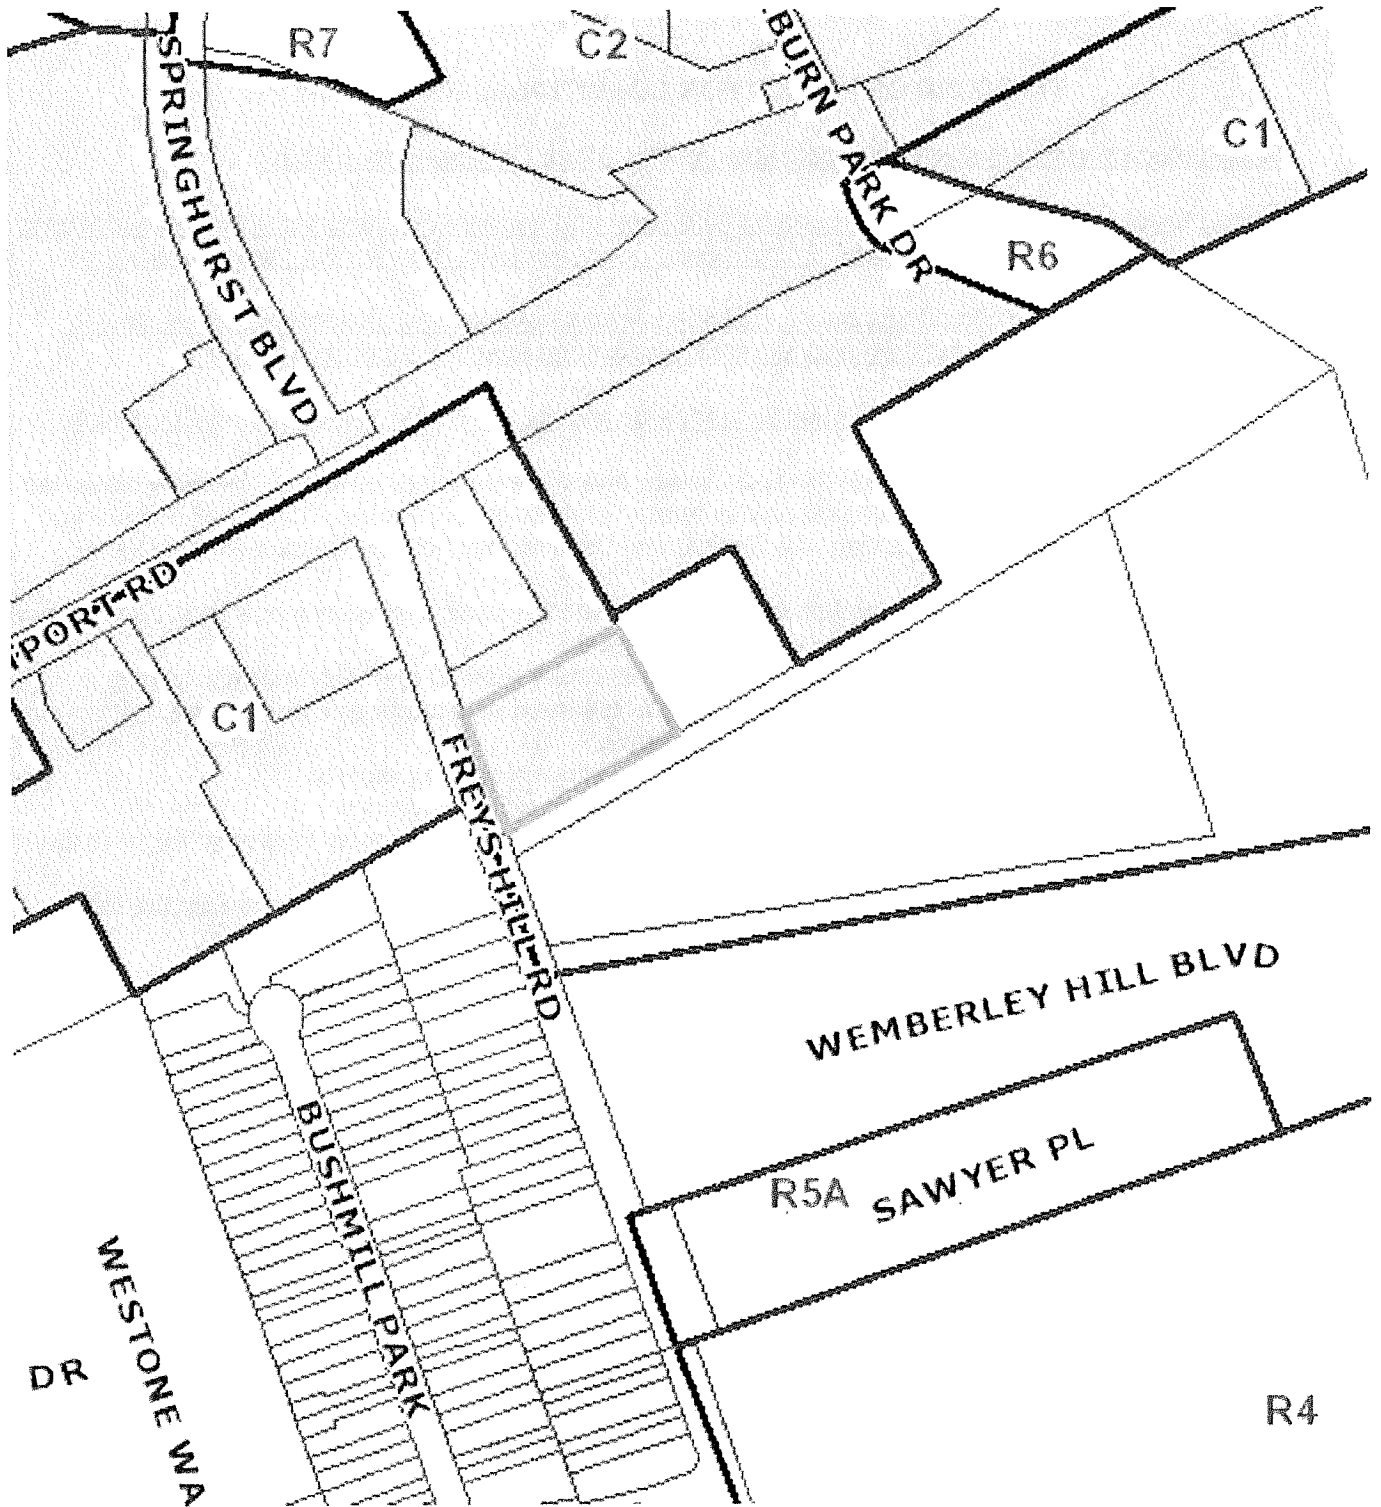 R7
C2
BURN PARK DR
SPRINGHURST BLVD
C1
R6
PORT RD
C1
FREYS HILL RD
WEMBERLEY HILL BLVD
R5A
SAWYER PL
BUSHMILL PARK
WESTONE WA
DR
R4